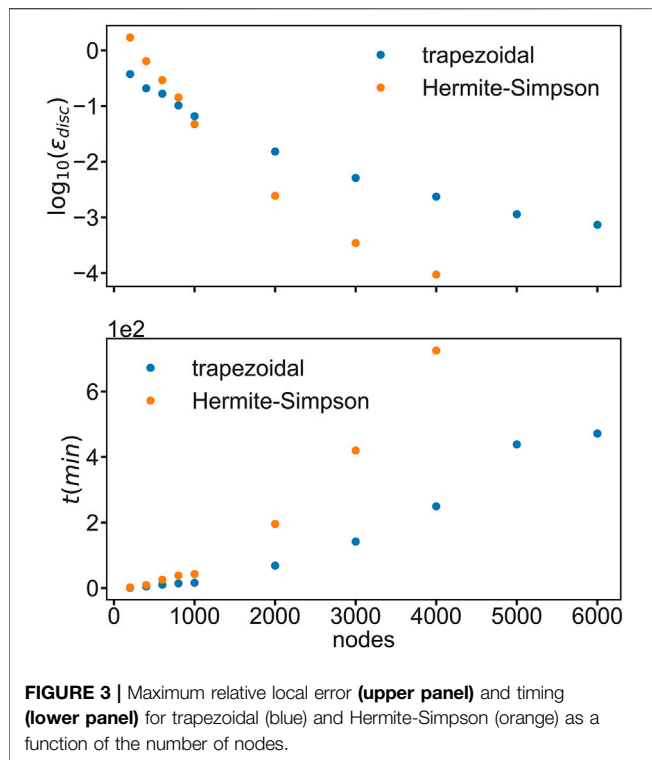 0
−1
−2
−3
−4
log₁₀(ε_disc)
trapezoidal
Hermite-Simpson
1e2
6
4
2
0
t(min)
trapezoidal
Hermite-Simpson
0 1000 2000 3000 4000 5000 6000
nodes
FIGURE 3 | Maximum relative local error (upper panel) and timing
(lower panel) for trapezoidal (blue) and Hermite-Simpson (orange) as a
function of the number of nodes.